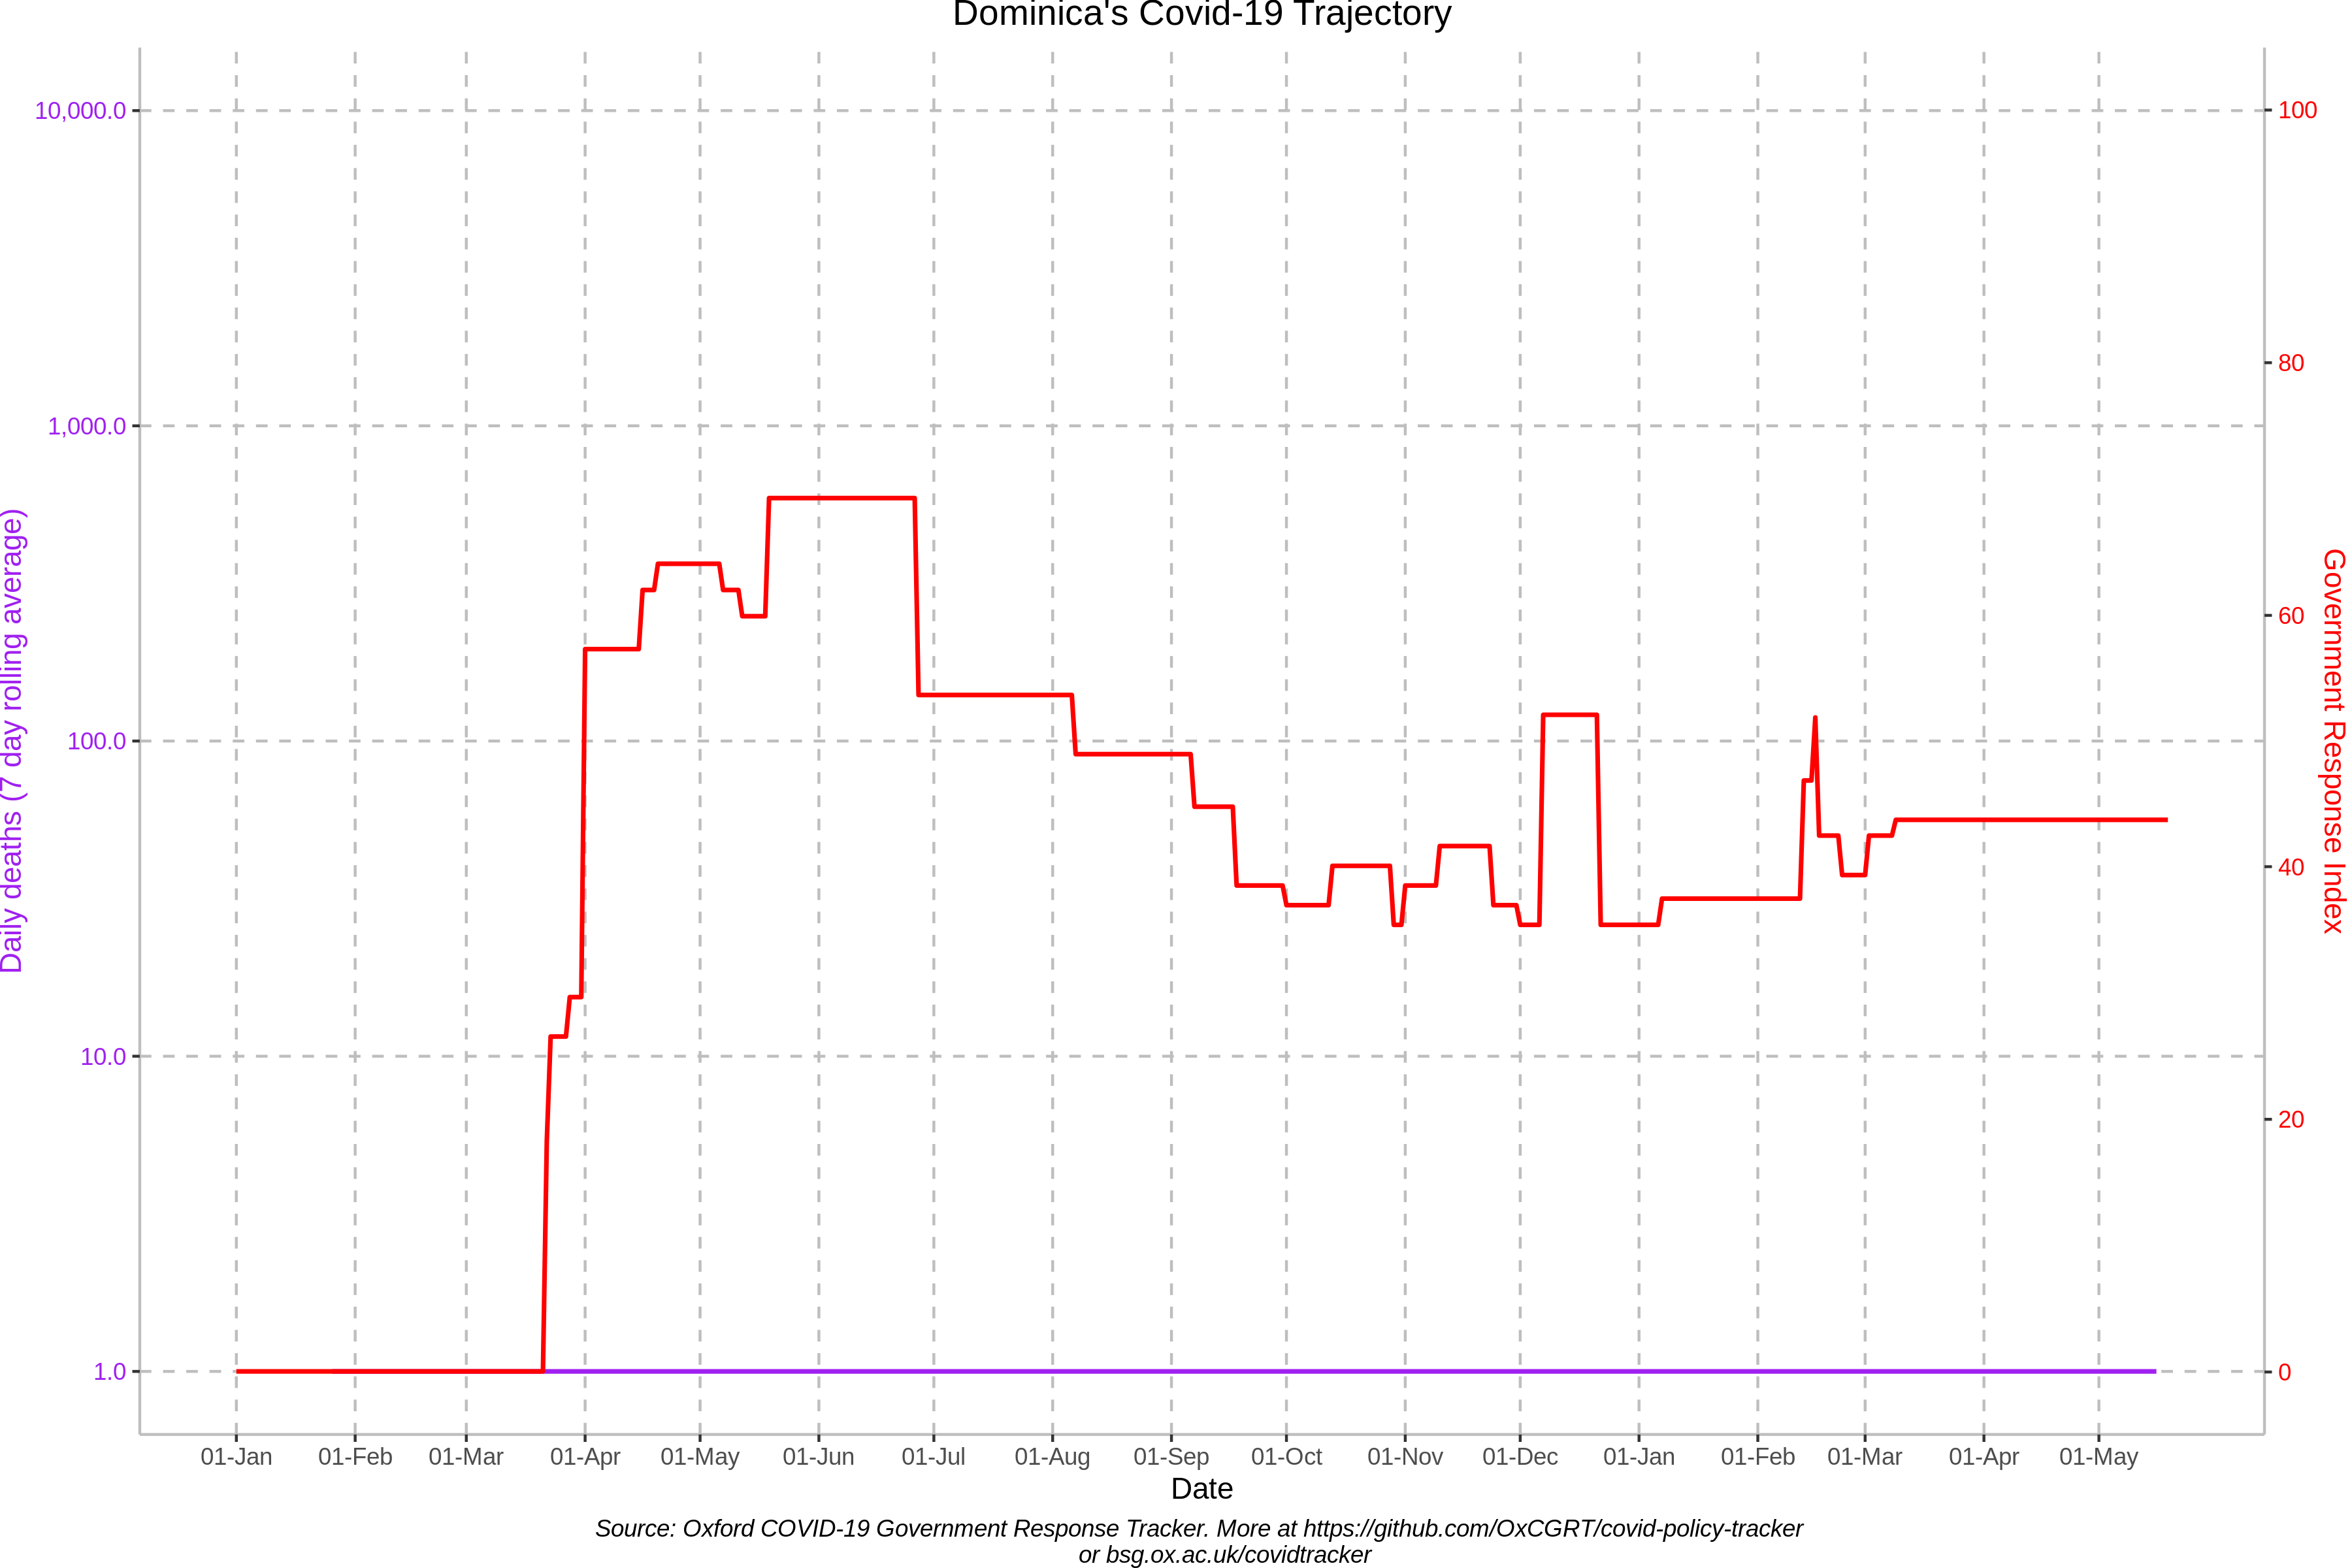 Dominica's Covid-19 Trajectory
10,000.0
1,000.0
100.0
10.0
1.0
Daily deaths (7 day rolling average)
100
80
60
40
20
0
Government Response Index
01-Jan 01-Feb 01-Mar 01-Apr 01-May 01-Jun 01-Jul 01-Aug 01-Sep 01-Oct 01-Nov 01-Dec 01-Jan 01-Feb 01-Mar 01-Apr 01-May
Date
Source: Oxford COVID-19 Government Response Tracker. More at https://github.com/OxCGRT/covid-policy-tracker
or bsg.ox.ac.uk/covidtracker